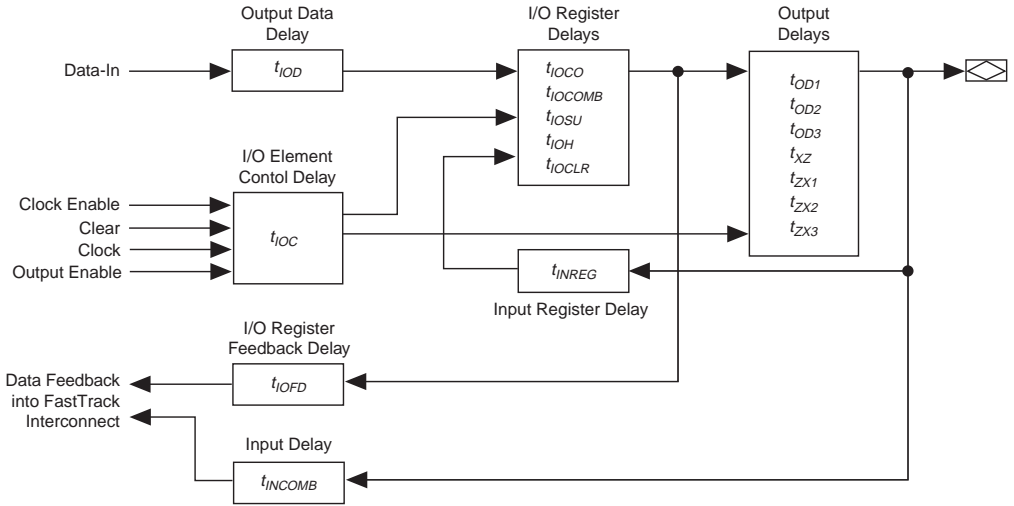 Output Data
Delay
I/O Register
Delays
Output
Delays
Data-In
tIOD
tIOCO
tIOCOMB
tIOSU
tIOH
tIOCLR
tOD1
tOD2
tOD3
tXZ
tZX1
tZX2
tZX3
I/O Element
Contol Delay
Clock Enable
Clear
Clock
Output Enable
tIOC
tINREG
Input Register Delay
I/O Register
Feedback Delay
Data Feedback
into FastTrack
Interconnect
tIOFD
Input Delay
tINCOMB